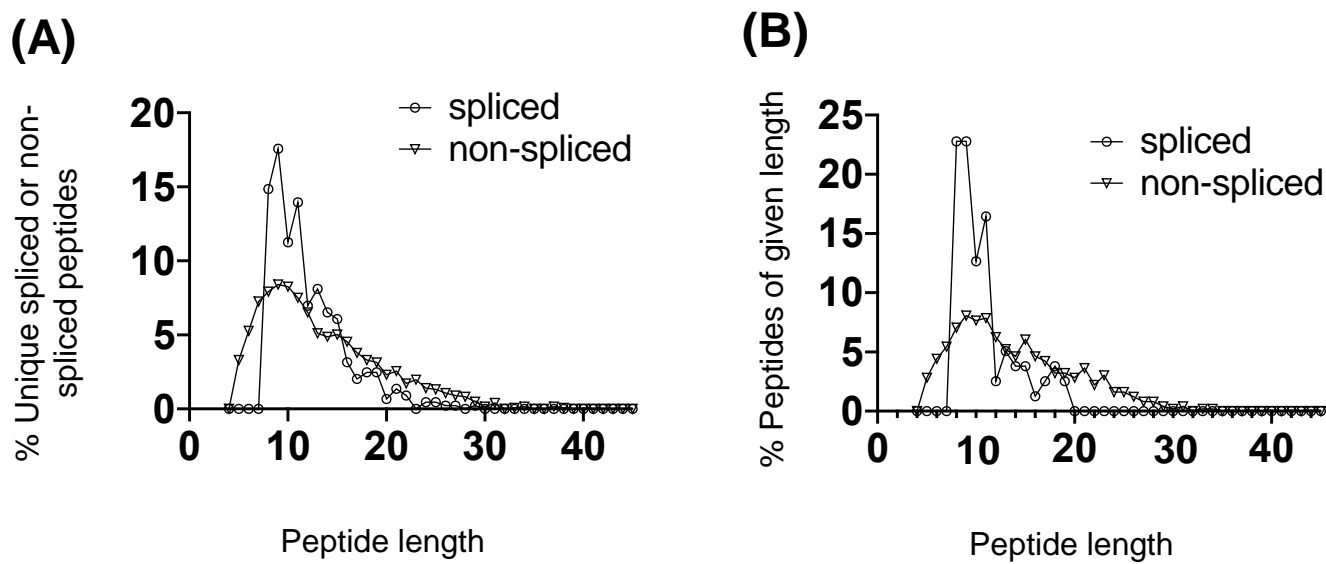 (A)
% Unique spliced or non-
spliced peptides
20
15
10
5
0
0 10 20 30 40
spliced
non-spliced
Peptide length
(B)
% Peptides of given length
25
20
15
10
5
0
0 10 20 30 40
spliced
non-spliced
Peptide length